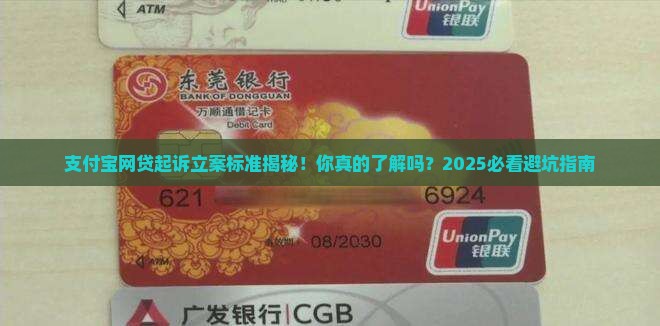 ATM
UnionPay
银联
东莞银行
BANK OF DONGGUAN
万顺通借记卡
Debit Card
支付宝网贷起诉立案标准揭秘！你真的了解吗？2025必看避坑指南
621 6924
有效期 08/2030
ATM
UnionPay
银联
广发银行|CGB